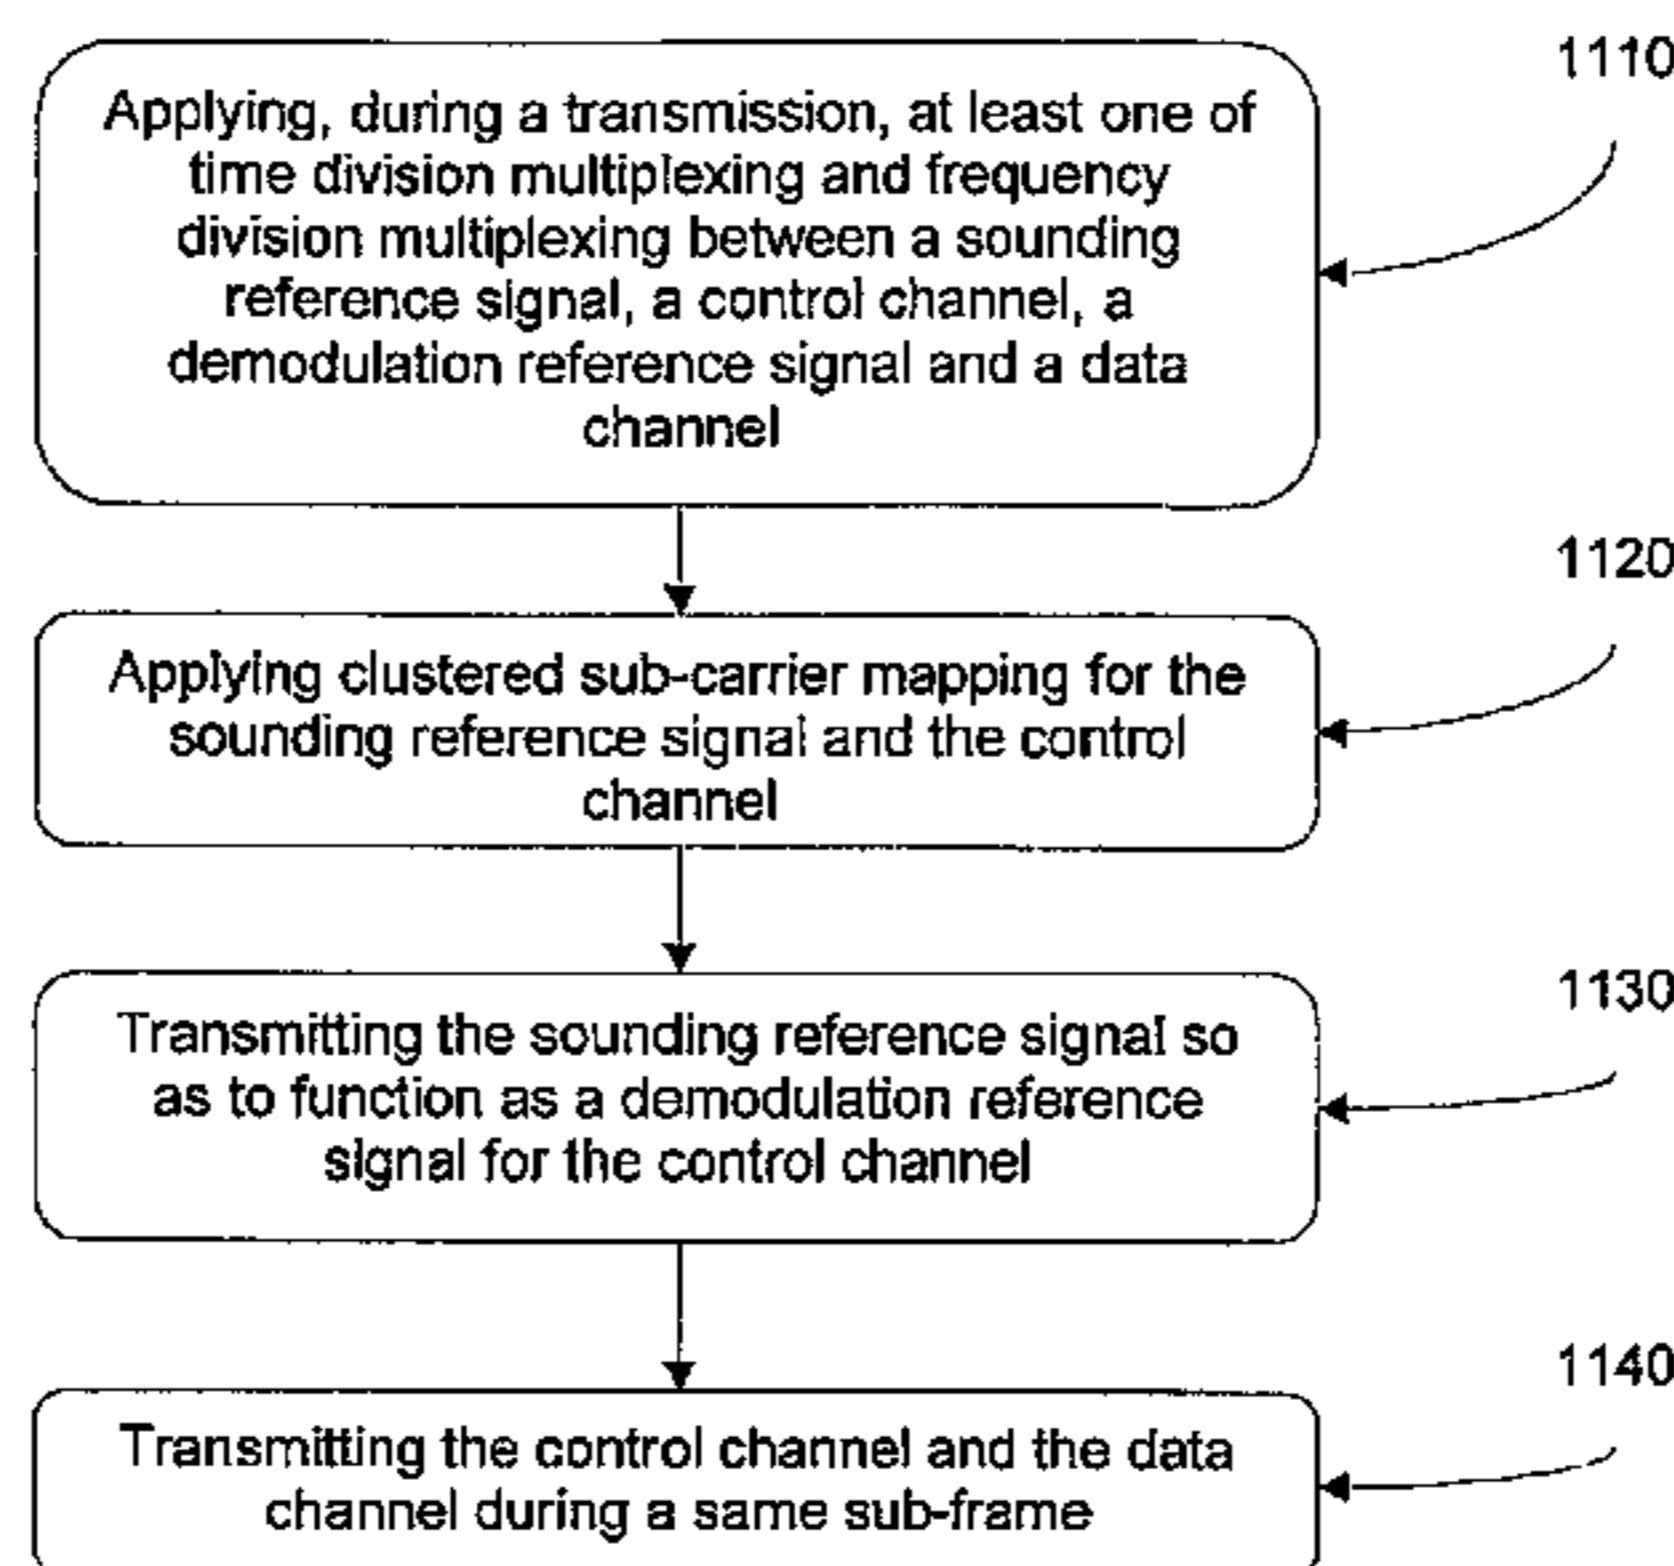 1110
Applying, during a transmission, at least one of
time division multiplexing and frequency
division multiplexing between a sounding
reference signal, a control channel, a
demodulation reference signal and a data
channel
1120
Applying clustered sub-carrier mapping for the
sounding reference signal and the control
channel
1130
Transmitting the sounding reference signal so
as to function as a demodulation reference
signal for the control channel
1140
Transmitting the control channel and the data
channel during a same sub-frame